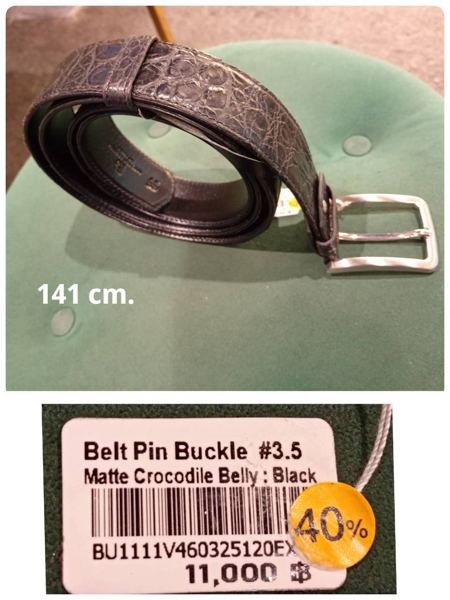 141 cm.
Belt Pin Buckle #3.5
Matte Crocodile Belly : Black
40%
BU1111V460325120EX
11,000 ฿